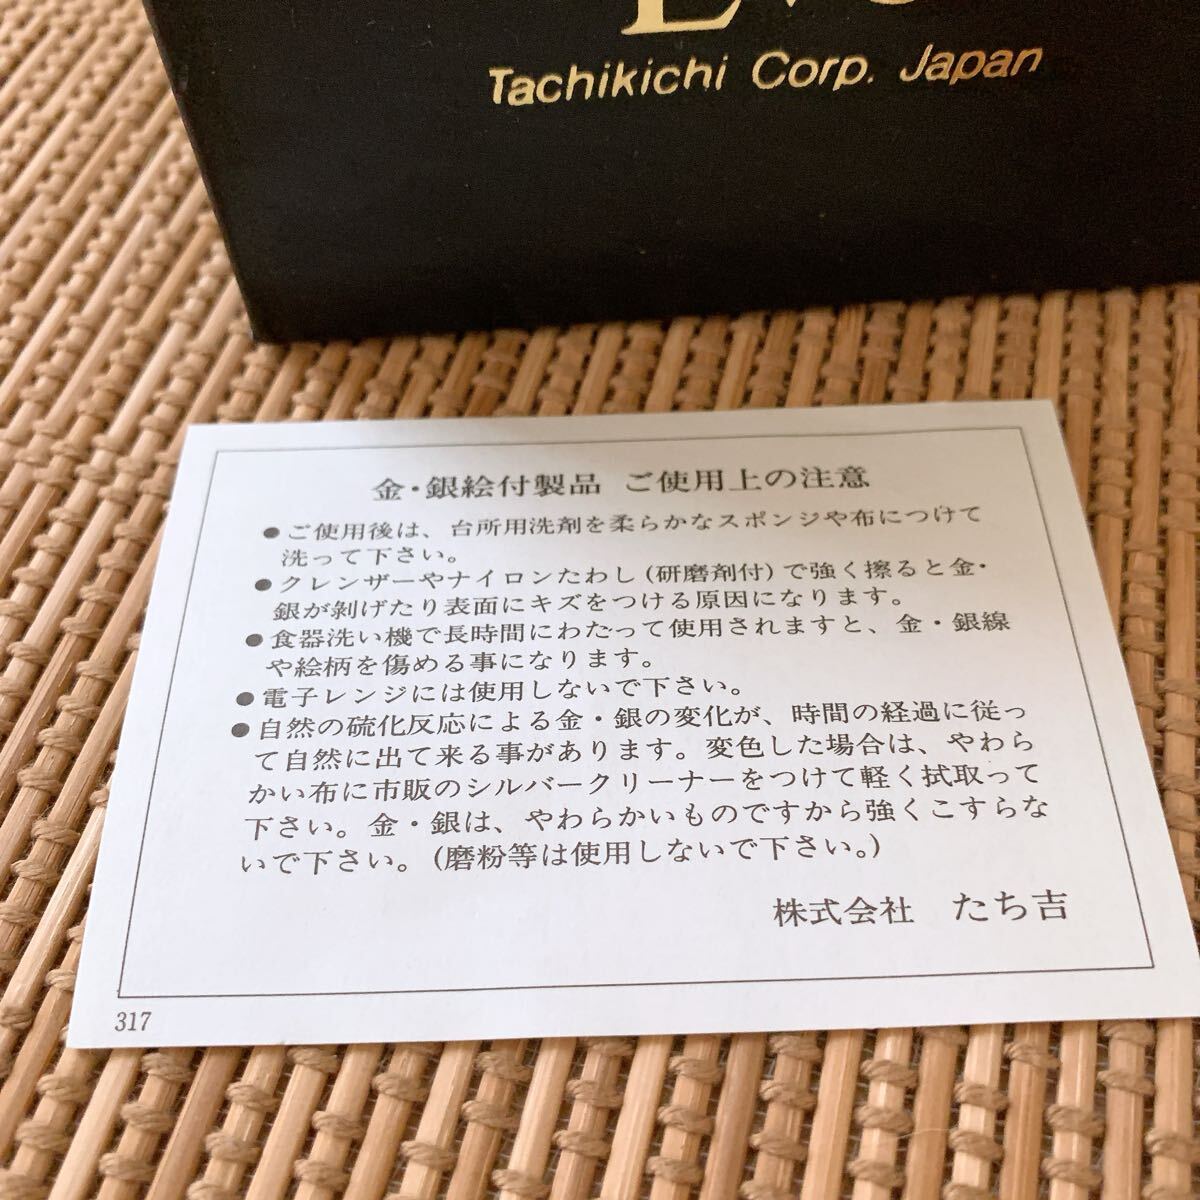 Tachikichi Corp. Japan
金・銀絵付製品 ご使用上の注意
●ご使用後は、台所用洗剤を柔らかなスポンジや布につけて
洗って下さい。
●クレンザーやナイロンたわし(研磨剤付)で強く擦ると金・
銀が剝げたり表面にキズをつける原因になります。
●食器洗い機で長時間にわたって使用されますと、金・銀線
や絵柄を傷める事になります。
●電子レンジには使用しないで下さい。
●自然の硫化反応による金・銀の変化が、時間の経過に従っ
て自然に出て来る事があります。変色した場合は、やわら
かい布に市販のシルバークリーナーをつけて軽く拭取って
下さい。金・銀は、やわらかいものですから強くこすらな
いで下さい。(磨粉等は使用しないで下さい。)
株式会社 たち吉
317